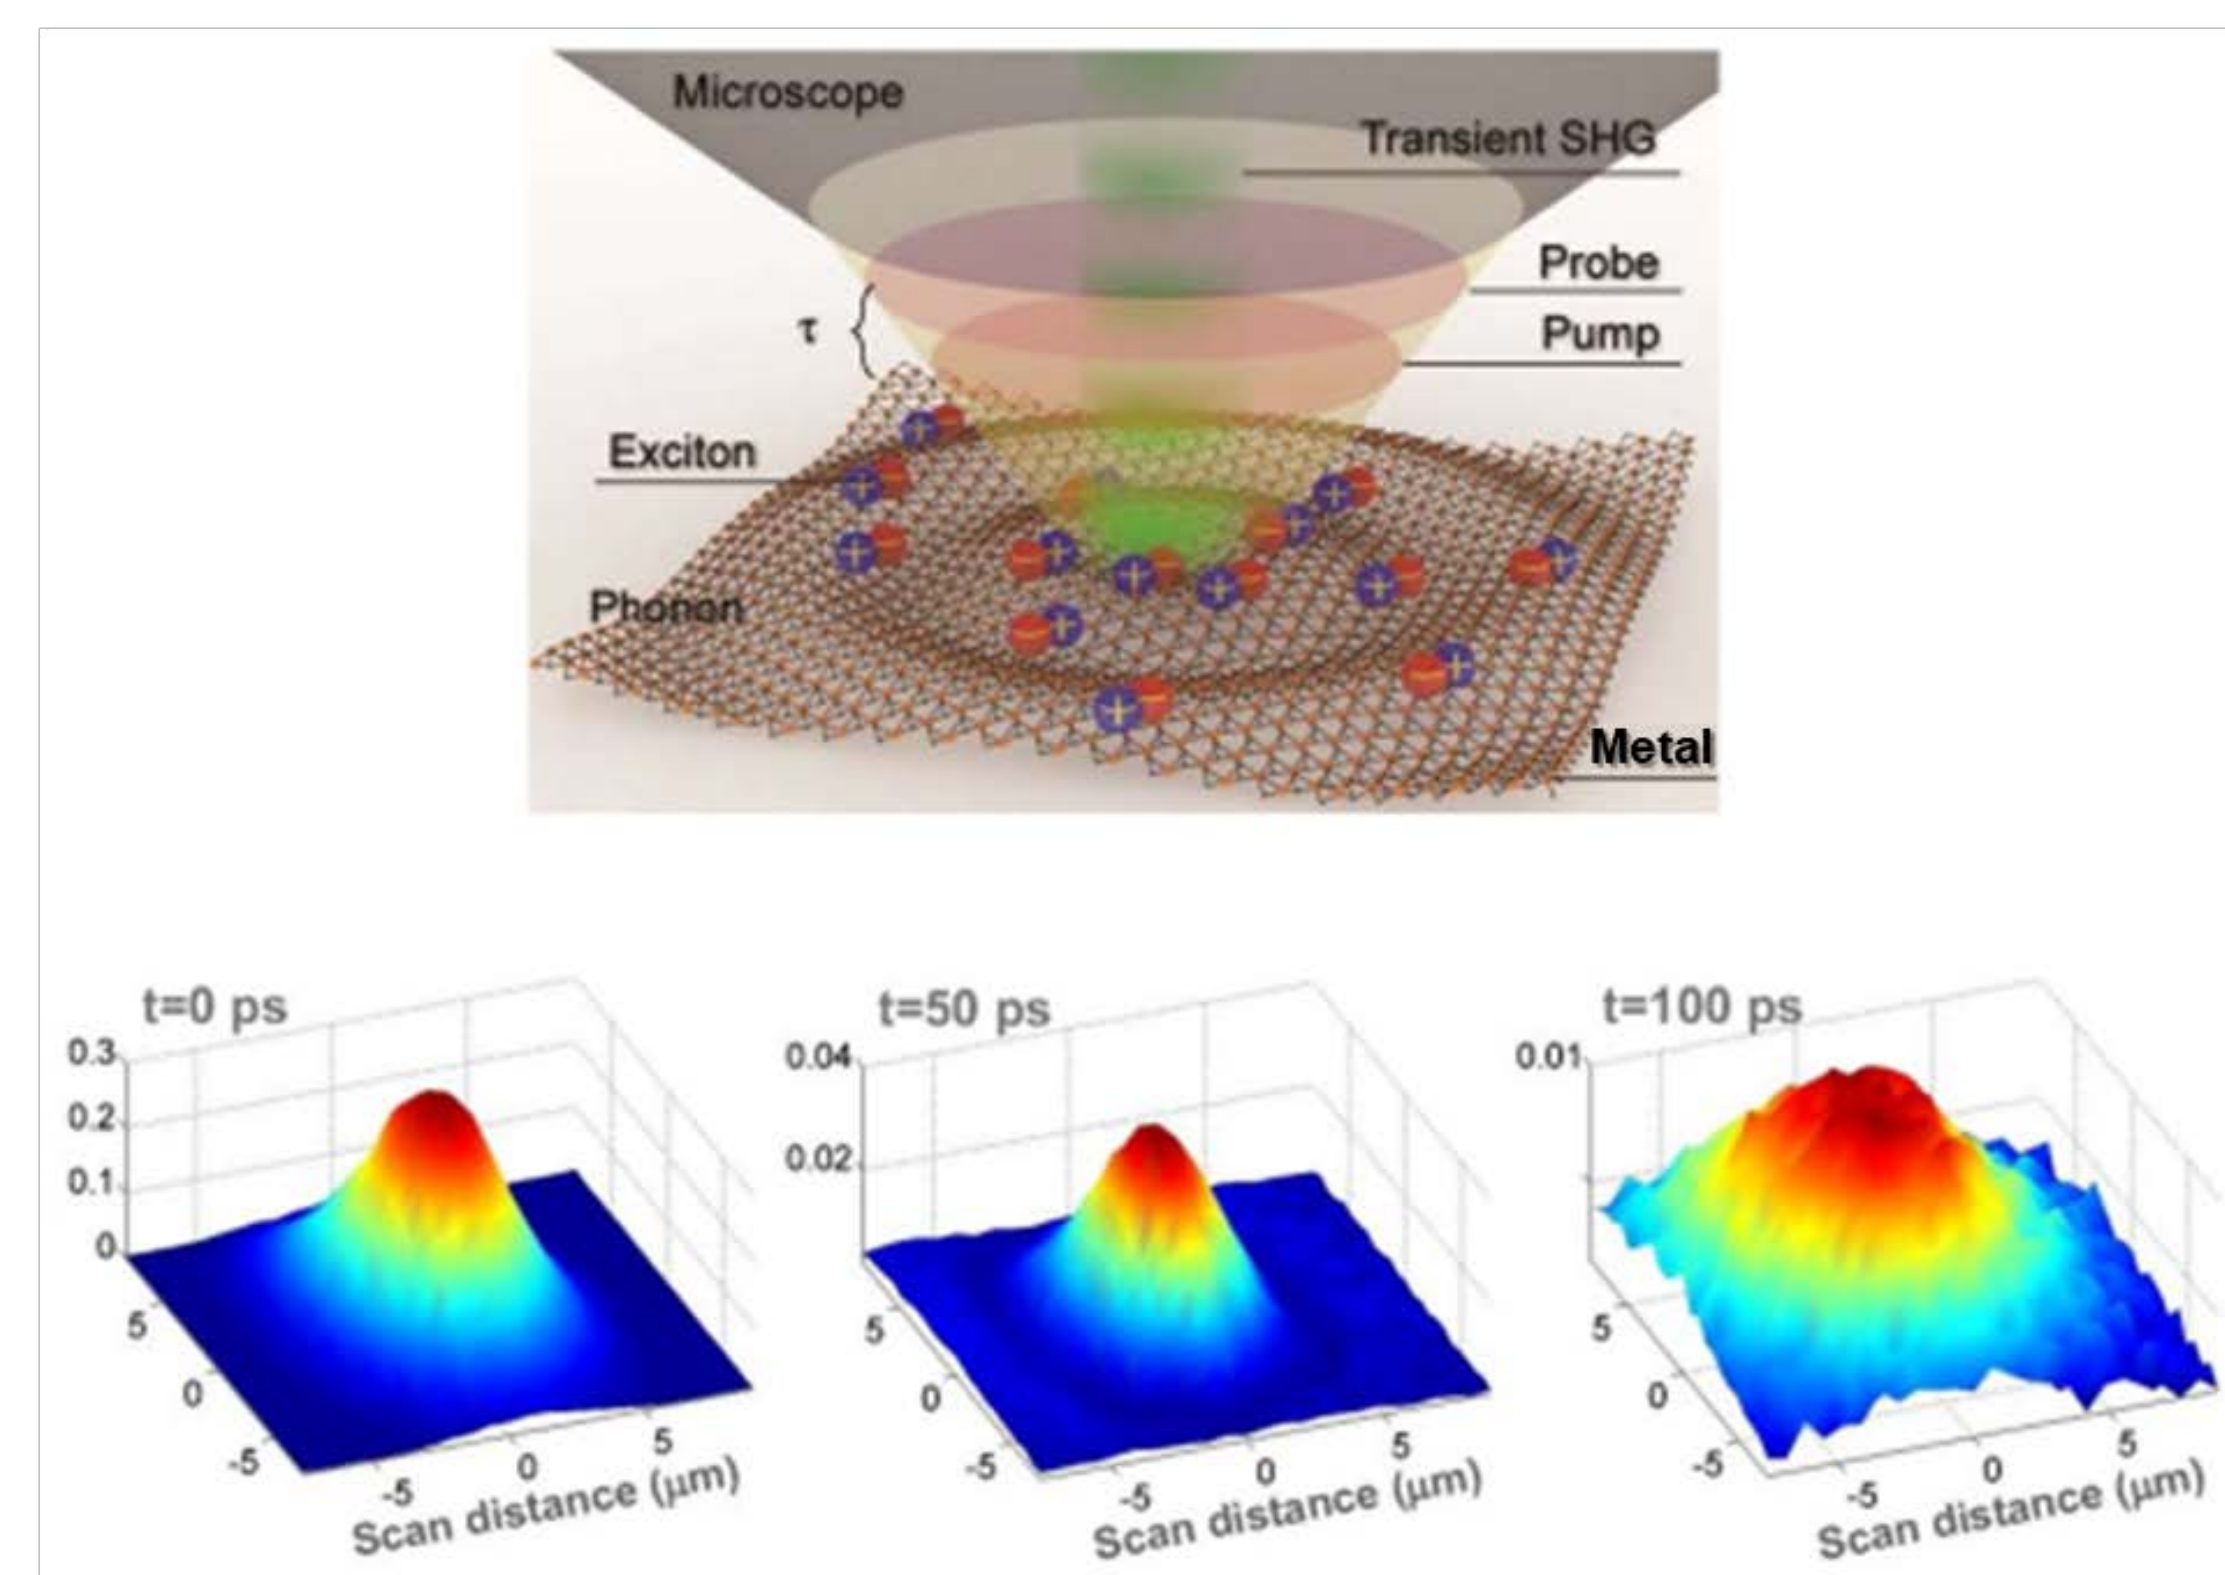 Microscope
Transient SHG
Probe
τ
Pump
Exciton
Phonon
Metal
t=0 ps
0.3
0.2
0.1
0
5
0
-5
-5
0
5
Scan distance (μm)
t=50 ps
0.04
0.02
5
0
-5
-5
0
5
Scan distance (μm)
t=100 ps
0.01
5
0
-5
-5
0
5
Scan distance (μm)